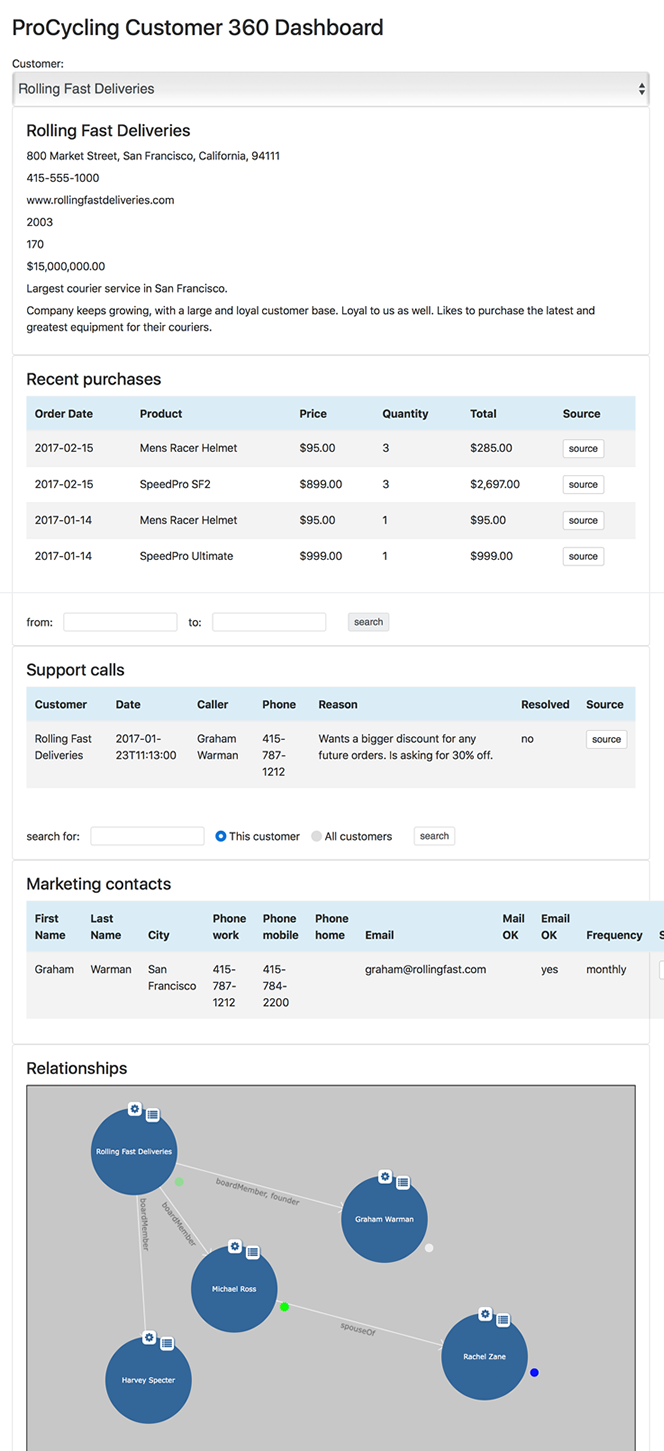 ProCycling Customer 360 Dashboard
Customer:
Rolling Fast Deliveries
Rolling Fast Deliveries
800 Market Street, San Francisco, California, 94111
415-555-1000
www.rollingfastdeliveries.com
2003
170
$15,000,000.00
Largest courier service in San Francisco.
Company keeps growing, with a large and loyal customer base. Loyal to us as well. Likes to purchase the latest and
greatest equipment for their couriers.
Recent purchases
Order Date Product Price Quantity Total Source
2017-02-15 Mens Racer Helmet $95.00 3 $285.00 source
2017-02-15 SpeedPro SF2 $899.00 3 $2,697.00 source
2017-01-14 Mens Racer Helmet $95.00 1 $95.00 source
2017-01-14 SpeedPro Ultimate $999.00 1 $999.00 source
from: to: search
Support calls
Customer Date Caller Phone Reason Resolved Source
Rolling Fast 2017-01- Graham 415- Wants a bigger discount for any no source
Deliveries 23T11:13:00 Warman 787- future orders. Is asking for 30% off.
1212
search for: This customer All customers search
Marketing contacts
First Last Phone Phone Phone Mail Email
Name Name City work mobile home Email OK OK Frequency S
Graham Warman San 415- 415- graham@rollingfast.com yes monthly
Francisco 787- 784-
1212 2200
Relationships
Rolling Fast Deliveries
boardMember, founder
boardMember
boardMember
Graham Warman
Michael Ross
spouseOf
Rachel Zane
Harvey Specter